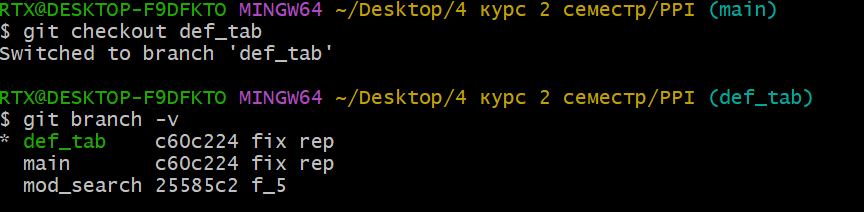 RTX@DESKTOP-F9DFKTO MINGW64 ~/Desktop/4 курс 2 семестр/PPI (main)
$ git checkout def_tab
Switched to branch 'def_tab'
RTX@DESKTOP-F9DFKTO MINGW64 ~/Desktop/4 курс 2 семестр/PPI (def_tab)
$ git branch -v
* def_tab    c60c224 fix rep
  main       c60c224 fix rep
  mod_search 25585c2 f_5